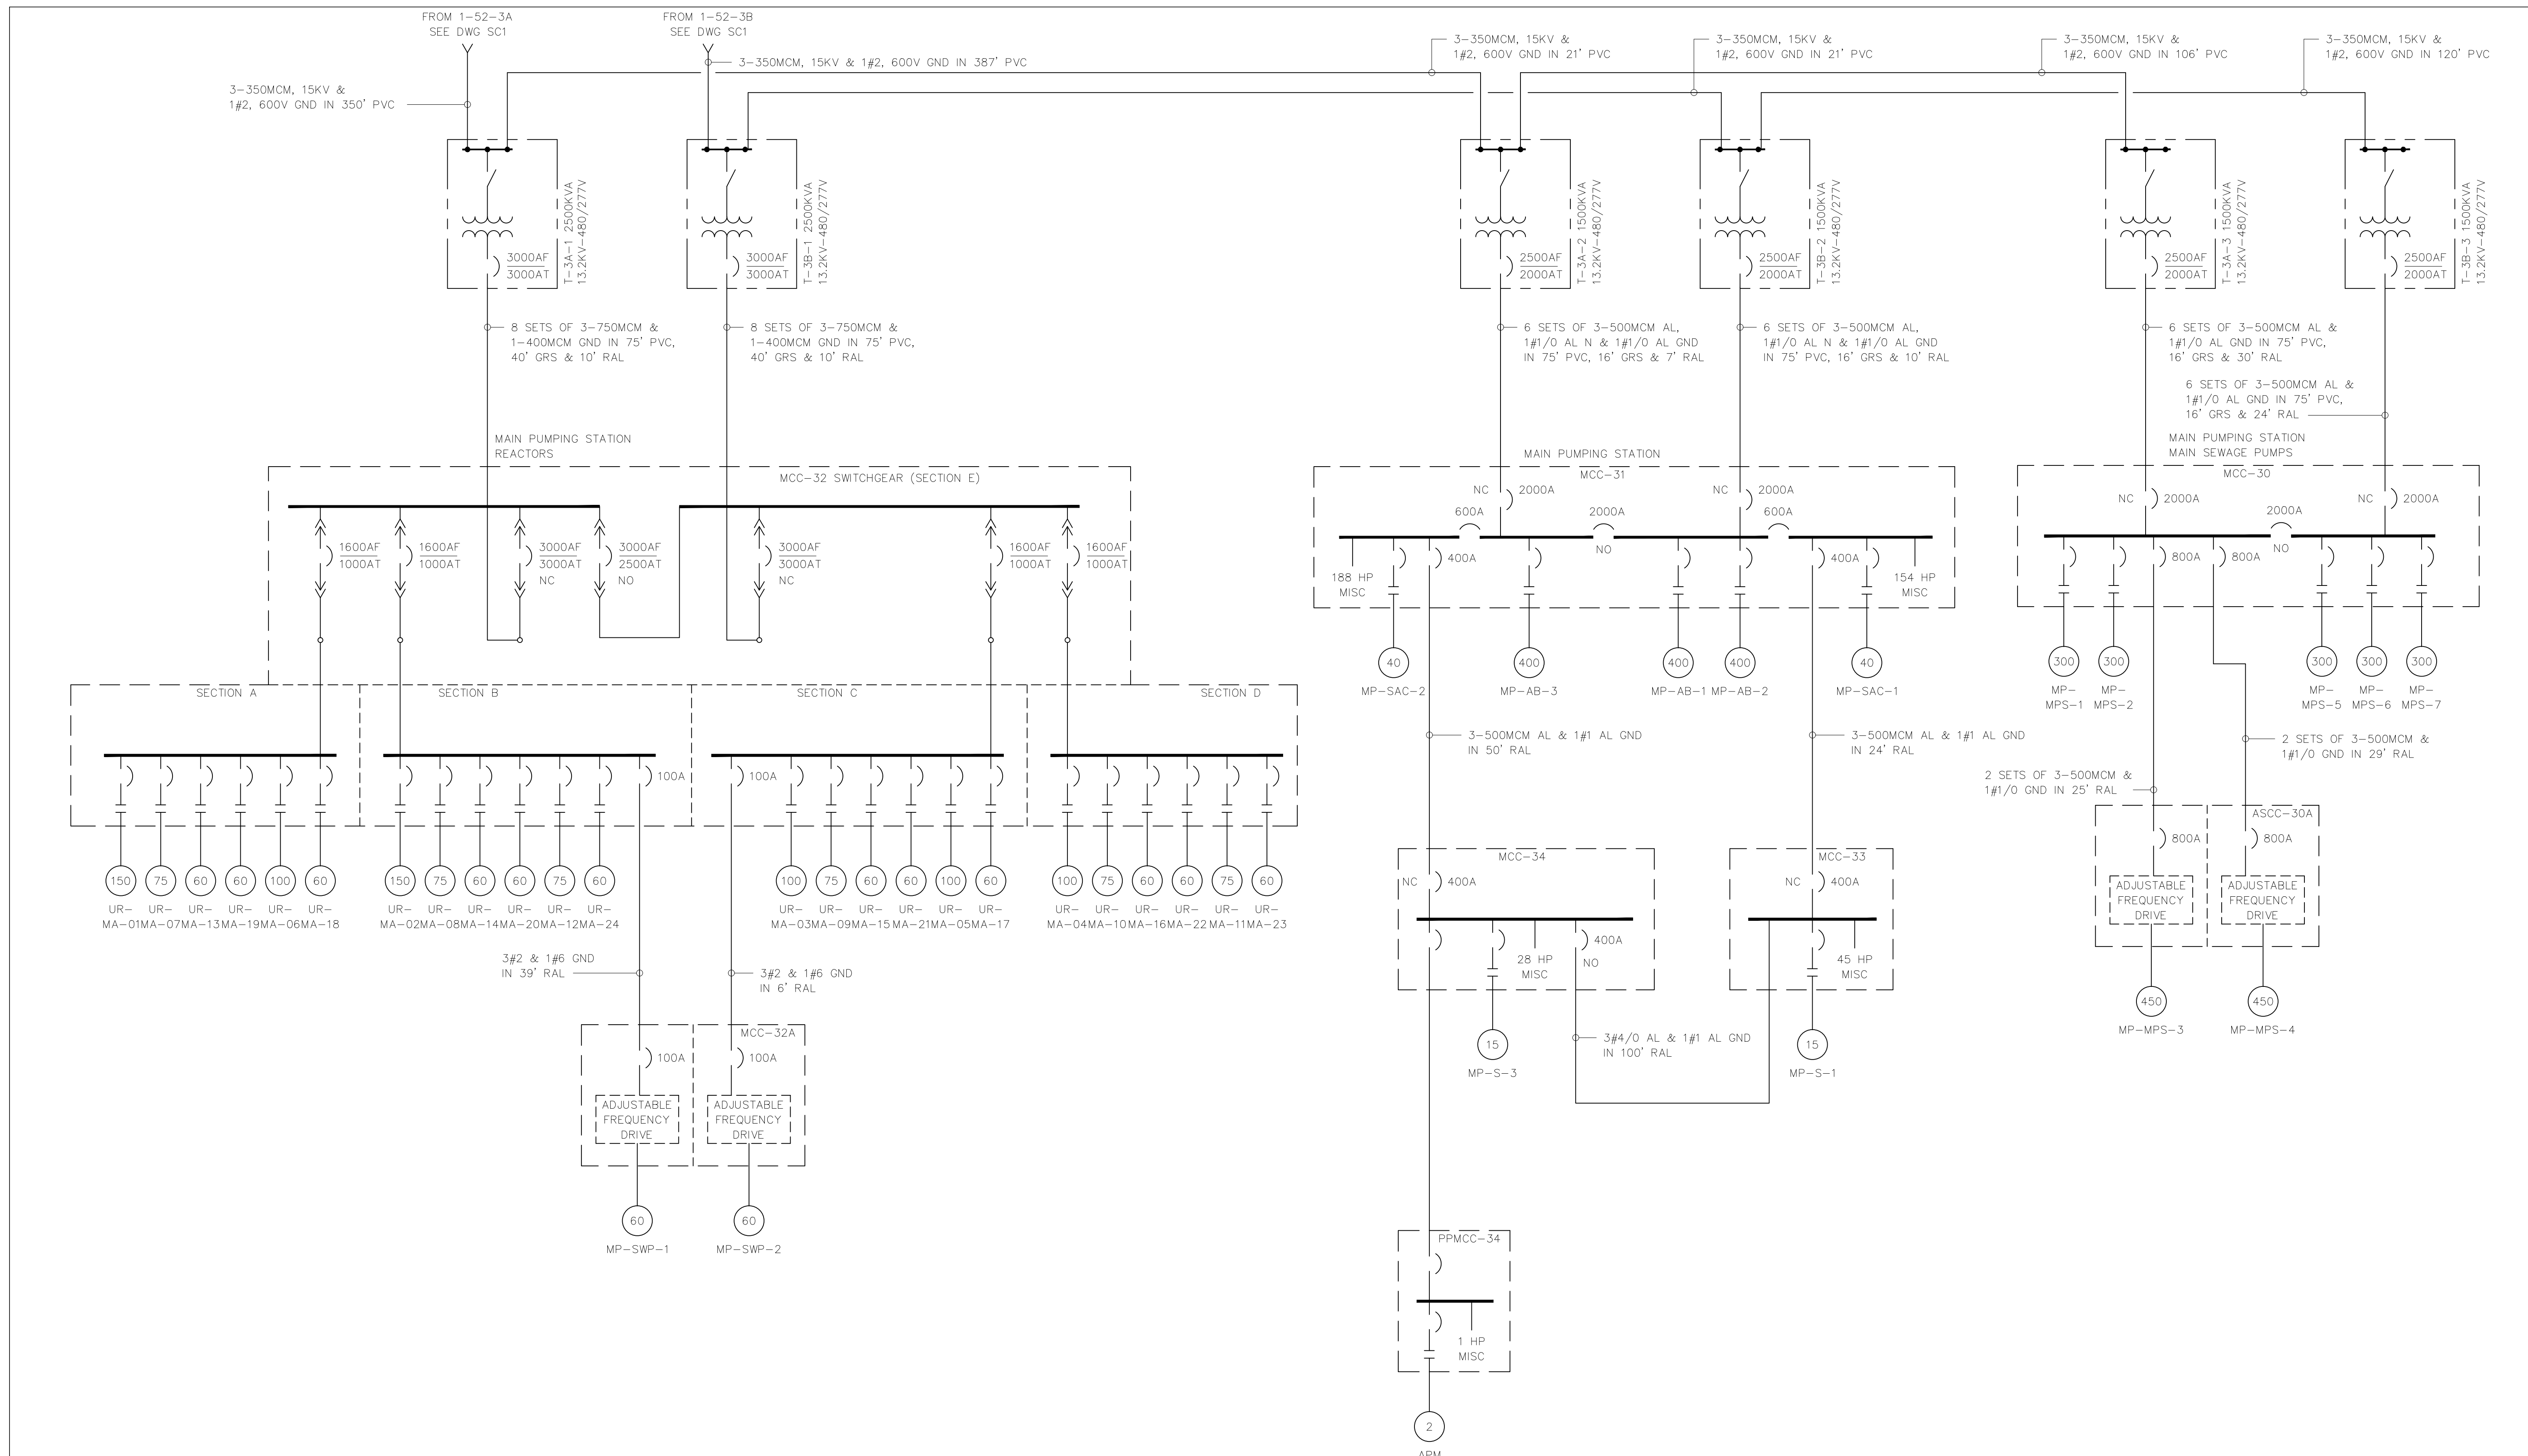 FROM 1-52-3A
SEE DWG SC1
FROM 1-52-3B
SEE DWG SC1
3-350MCM, 15KV & 1#2, 600V GND IN 387' PVC
3-350MCM, 15KV &
1#2, 600V GND IN 21' PVC
3-350MCM, 15KV &
1#2, 600V GND IN 21' PVC
3-350MCM, 15KV &
1#2, 600V GND IN 106' PVC
3-350MCM, 15KV &
1#2, 600V GND IN 120' PVC
3-350MCM, 15KV &
1#2, 600V GND IN 350' PVC
3000AF
3000AT
T-3A-1 2500KVA
13.2KV-480/277V
3000AF
3000AT
T-3B-1 2500KVA
13.2KV-480/277V
2500AF
2000AT
T-3A-2 1500KVA
13.2KV-480/277V
2500AF
2000AT
T-3B-2 1500KVA
13.2KV-480/277V
2500AF
2000AT
T-3A-3 1500KVA
13.2KV-480/277V
2500AF
2000AT
T-3B-3 1500KVA
13.2KV-480/277V
8 SETS OF 3-750MCM &
1-400MCM GND IN 75' PVC,
40' GRS & 10' RAL
8 SETS OF 3-750MCM &
1-400MCM GND IN 75' PVC,
40' GRS & 10' RAL
6 SETS OF 3-500MCM AL,
1#1/0 AL N & 1#1/0 AL GND
IN 75' PVC, 16' GRS & 7' RAL
6 SETS OF 3-500MCM AL,
1#1/0 AL N & 1#1/0 AL GND
IN 75' PVC, 16' GRS & 10' RAL
6 SETS OF 3-500MCM AL &
1#1/0 AL GND IN 75' PVC,
16' GRS & 30' RAL
6 SETS OF 3-500MCM AL &
1#1/0 AL GND IN 75' PVC,
16' GRS & 24' RAL
MAIN PUMPING STATION
REACTORS
MCC-32 SWITCHGEAR (SECTION E)
1600AF
1000AT
1600AF
1000AT
3000AF
3000AT
NC
3000AF
2500AT
NO
3000AF
3000AT
NC
1600AF
1000AT
1600AF
1000AT
MAIN PUMPING STATION
MCC-31
NC
2000A
NC
2000A
600A
2000A
NO
600A
400A
400A
188 HP
MISC
154 HP
MISC
40
400
400
400
40
MP-SAC-2
MP-AB-3
MP-AB-1
MP-AB-2
MP-SAC-1
MAIN PUMPING STATION
MAIN SEWAGE PUMPS
MCC-30
NC
2000A
NC
2000A
2000A
NO
800A
800A
300
300
300
300
300
MP-
MPS-1
MP-
MPS-2
MP-
MPS-5
MP-
MPS-6
MP-
MPS-7
SECTION A
SECTION B
SECTION C
SECTION D
100A
100A
150
75
60
60
100
60
150
75
60
60
75
60
100
75
60
60
100
60
100
75
60
60
75
60
UR- UR- UR- UR- UR- UR-
MA-01 MA-07 MA-13 MA-19 MA-06 MA-18
UR- UR- UR- UR- UR- UR-
MA-02 MA-08 MA-14 MA-20 MA-12 MA-24
UR- UR- UR- UR- UR- UR-
MA-03 MA-09 MA-15 MA-21 MA-05 MA-17
UR- UR- UR- UR- UR- UR-
MA-04 MA-10 MA-16 MA-22 MA-11 MA-23
3#2 & 1#6 GND
IN 39' RAL
3#2 & 1#6 GND
IN 6' RAL
MCC-32A
100A
100A
ADJUSTABLE
FREQUENCY
DRIVE
ADJUSTABLE
FREQUENCY
DRIVE
60
60
MP-SWP-1
MP-SWP-2
3-500MCM AL & 1#1 AL GND
IN 50' RAL
3-500MCM AL & 1#1 AL GND
IN 24' RAL
MCC-34
NC
400A
28 HP
MISC
400A
NO
15
MP-S-3
MCC-33
NC
400A
45 HP
MISC
15
MP-S-1
3#4/0 AL & 1#1 AL GND
IN 100' RAL
2 SETS OF 3-500MCM &
1#1/0 GND IN 29' RAL
2 SETS OF 3-500MCM &
1#1/0 GND IN 25' RAL
ASCC-30A
800A
800A
ADJUSTABLE
FREQUENCY
DRIVE
ADJUSTABLE
FREQUENCY
DRIVE
450
450
MP-MPS-3
MP-MPS-4
PPMCC-34
1 HP
MISC
2